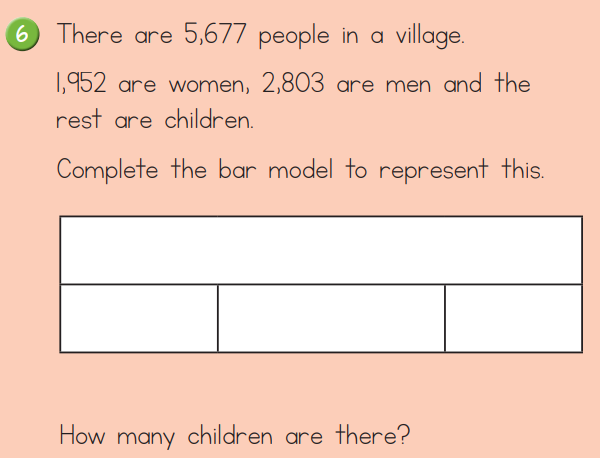 6 There are 5,677 people in a village.
1,952 are women, 2,803 are men and the
rest are children.
Complete the bar model to represent this.
How many children are there?